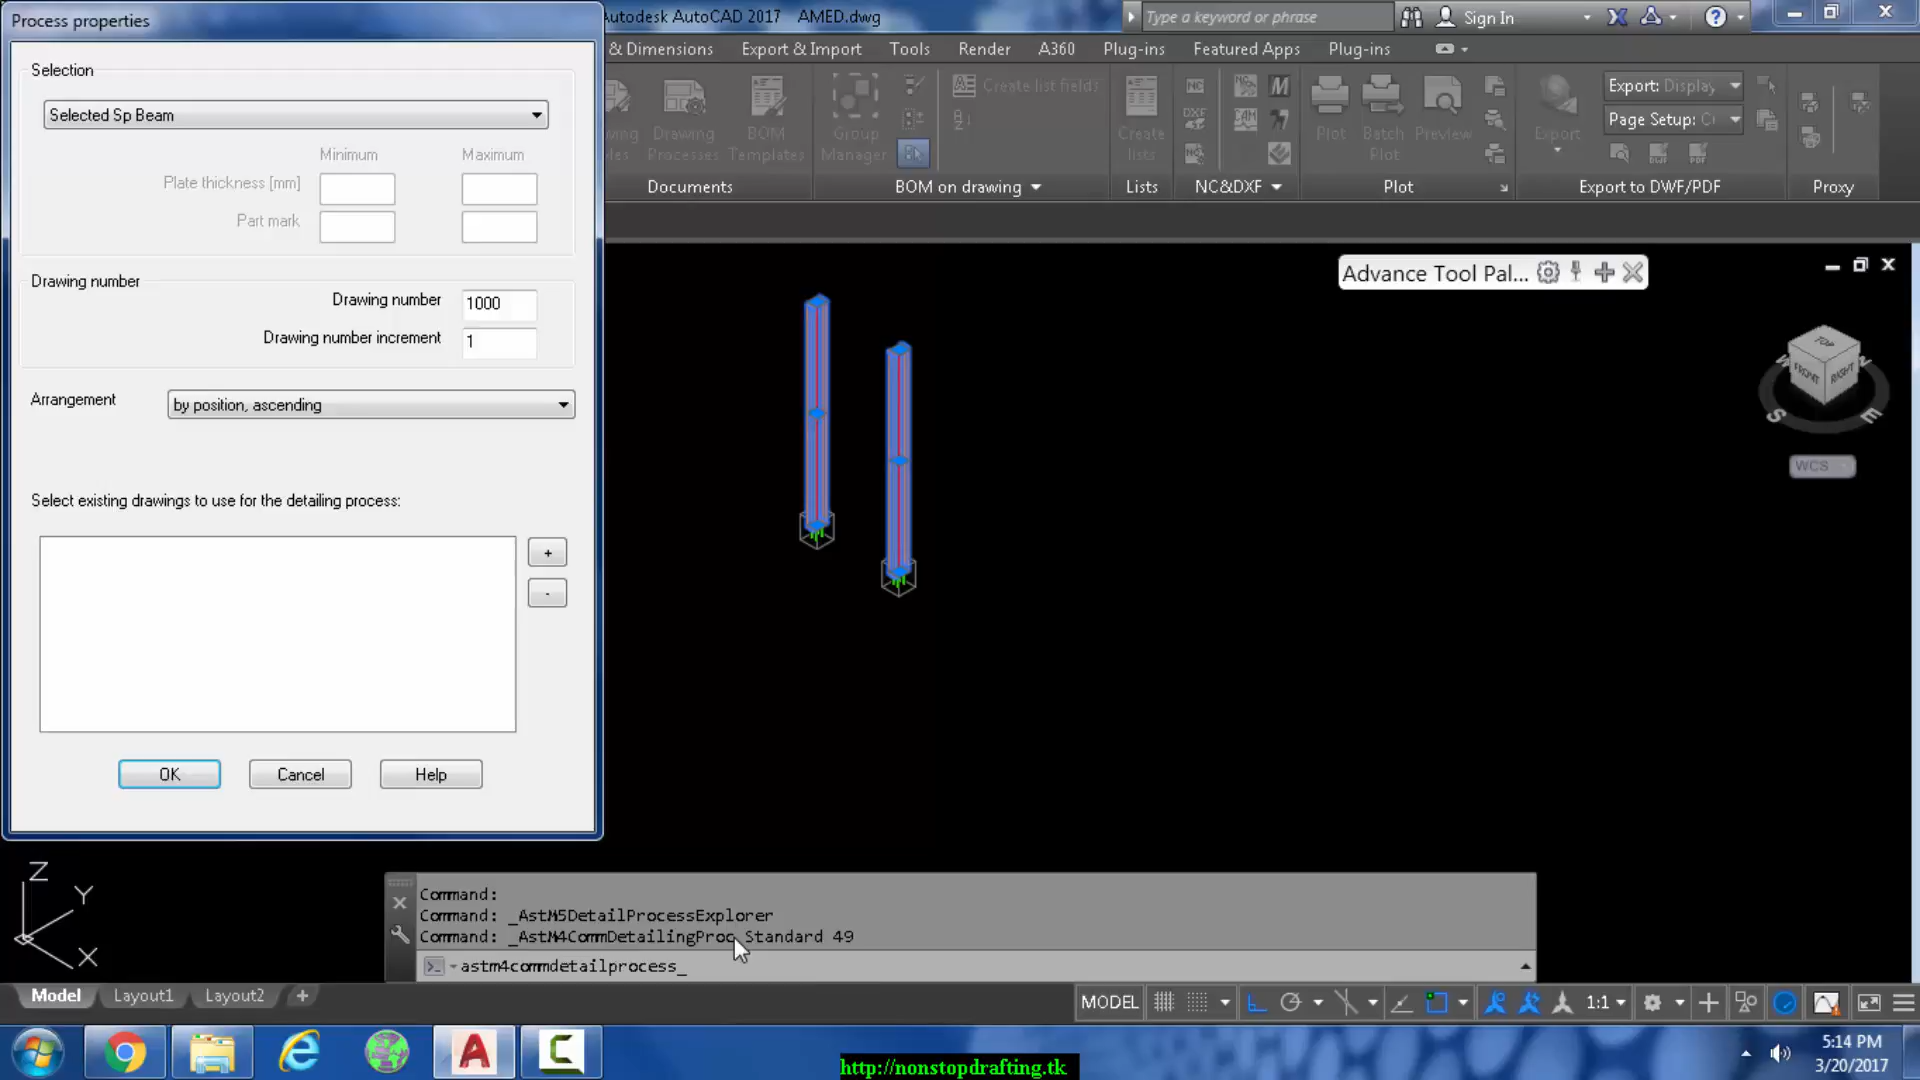 Process properties
Autodesk AutoCAD 2017 AMED.dwg
Type a keyword or phrase
Sign In
& Dimensions
Export & Import
Tools
Render
A360
Plug-ins
Featured Apps
Plug-ins
Selection
Selected Sp Beam
Minimum
Maximum
Plate thickness [mm]
Part mark
Drawing number
Drawing number
1000
Drawing number increment
1
Arrangement
by position, ascending
Select existing drawings to use for the detailing process:
+
-
OK
Cancel
Help
Drawing
Processes
BOM
Templates
Documents
Group
Manager
Create list fields
BOM on drawing
Create
lists
Lists
NC
DXF
NC&DXF
Plot
Batch
Plot
Preview
Plot
Export
Export: Display
Page Setup:
Export to DWF/PDF
Proxy
Advance Tool Pal...
TOP
FRONT
RIGHT
S
E
WCS
Z
Y
X
Command:
Command: _AstM5DetailProcessExplorer
Command: _AstM4CommDetailingProc Standard 49
astm4commdetailprocess_
Model
Layout1
Layout2
+
MODEL
1:1
5:14 PM
3/20/2017
http://nonstopdrafting.tk